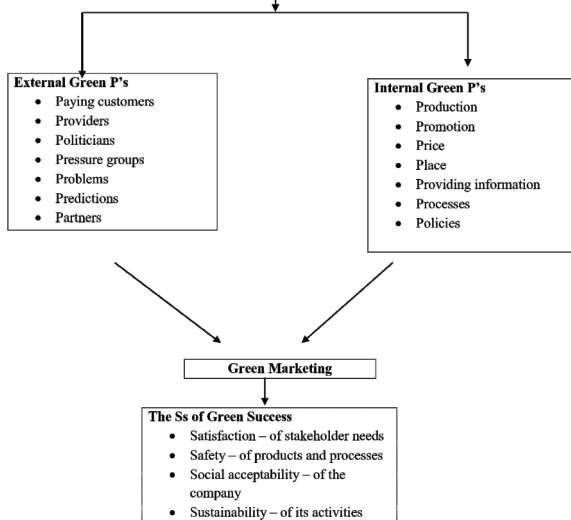 External Green P's
• Paying customers
• Providers
• Politicians
• Pressure groups
• Problems
• Predictions
• Partners
Internal Green P's
• Production
• Promotion
• Price
• Place
• Providing information
• Processes
• Policies
Green Marketing
The Ss of Green Success
• Satisfaction – of stakeholder needs
• Safety – of products and processes
• Social acceptability – of the
company
• Sustainability – of its activities